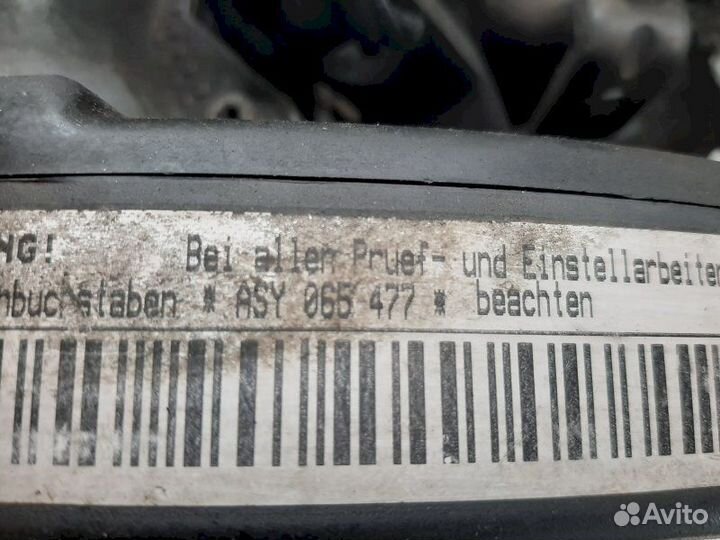 NG! Bei allen Pruef- und Einstellarbeiten
nbuchstaben * ASY 065 477 * beachten
Avito